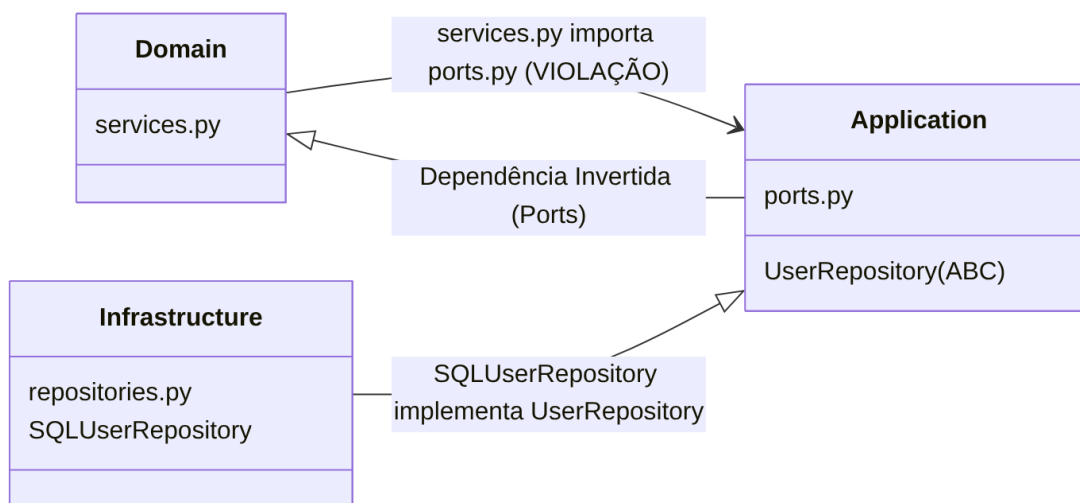 Domain
services.py
services.py importa
ports.py (VIOLAÇÃO)
Application
ports.py
UserRepository(ABC)
Dependência Invertida
(Ports)
Infrastructure
repositories.py
SQLUserRepository
SQLUserRepository
implementa UserRepository